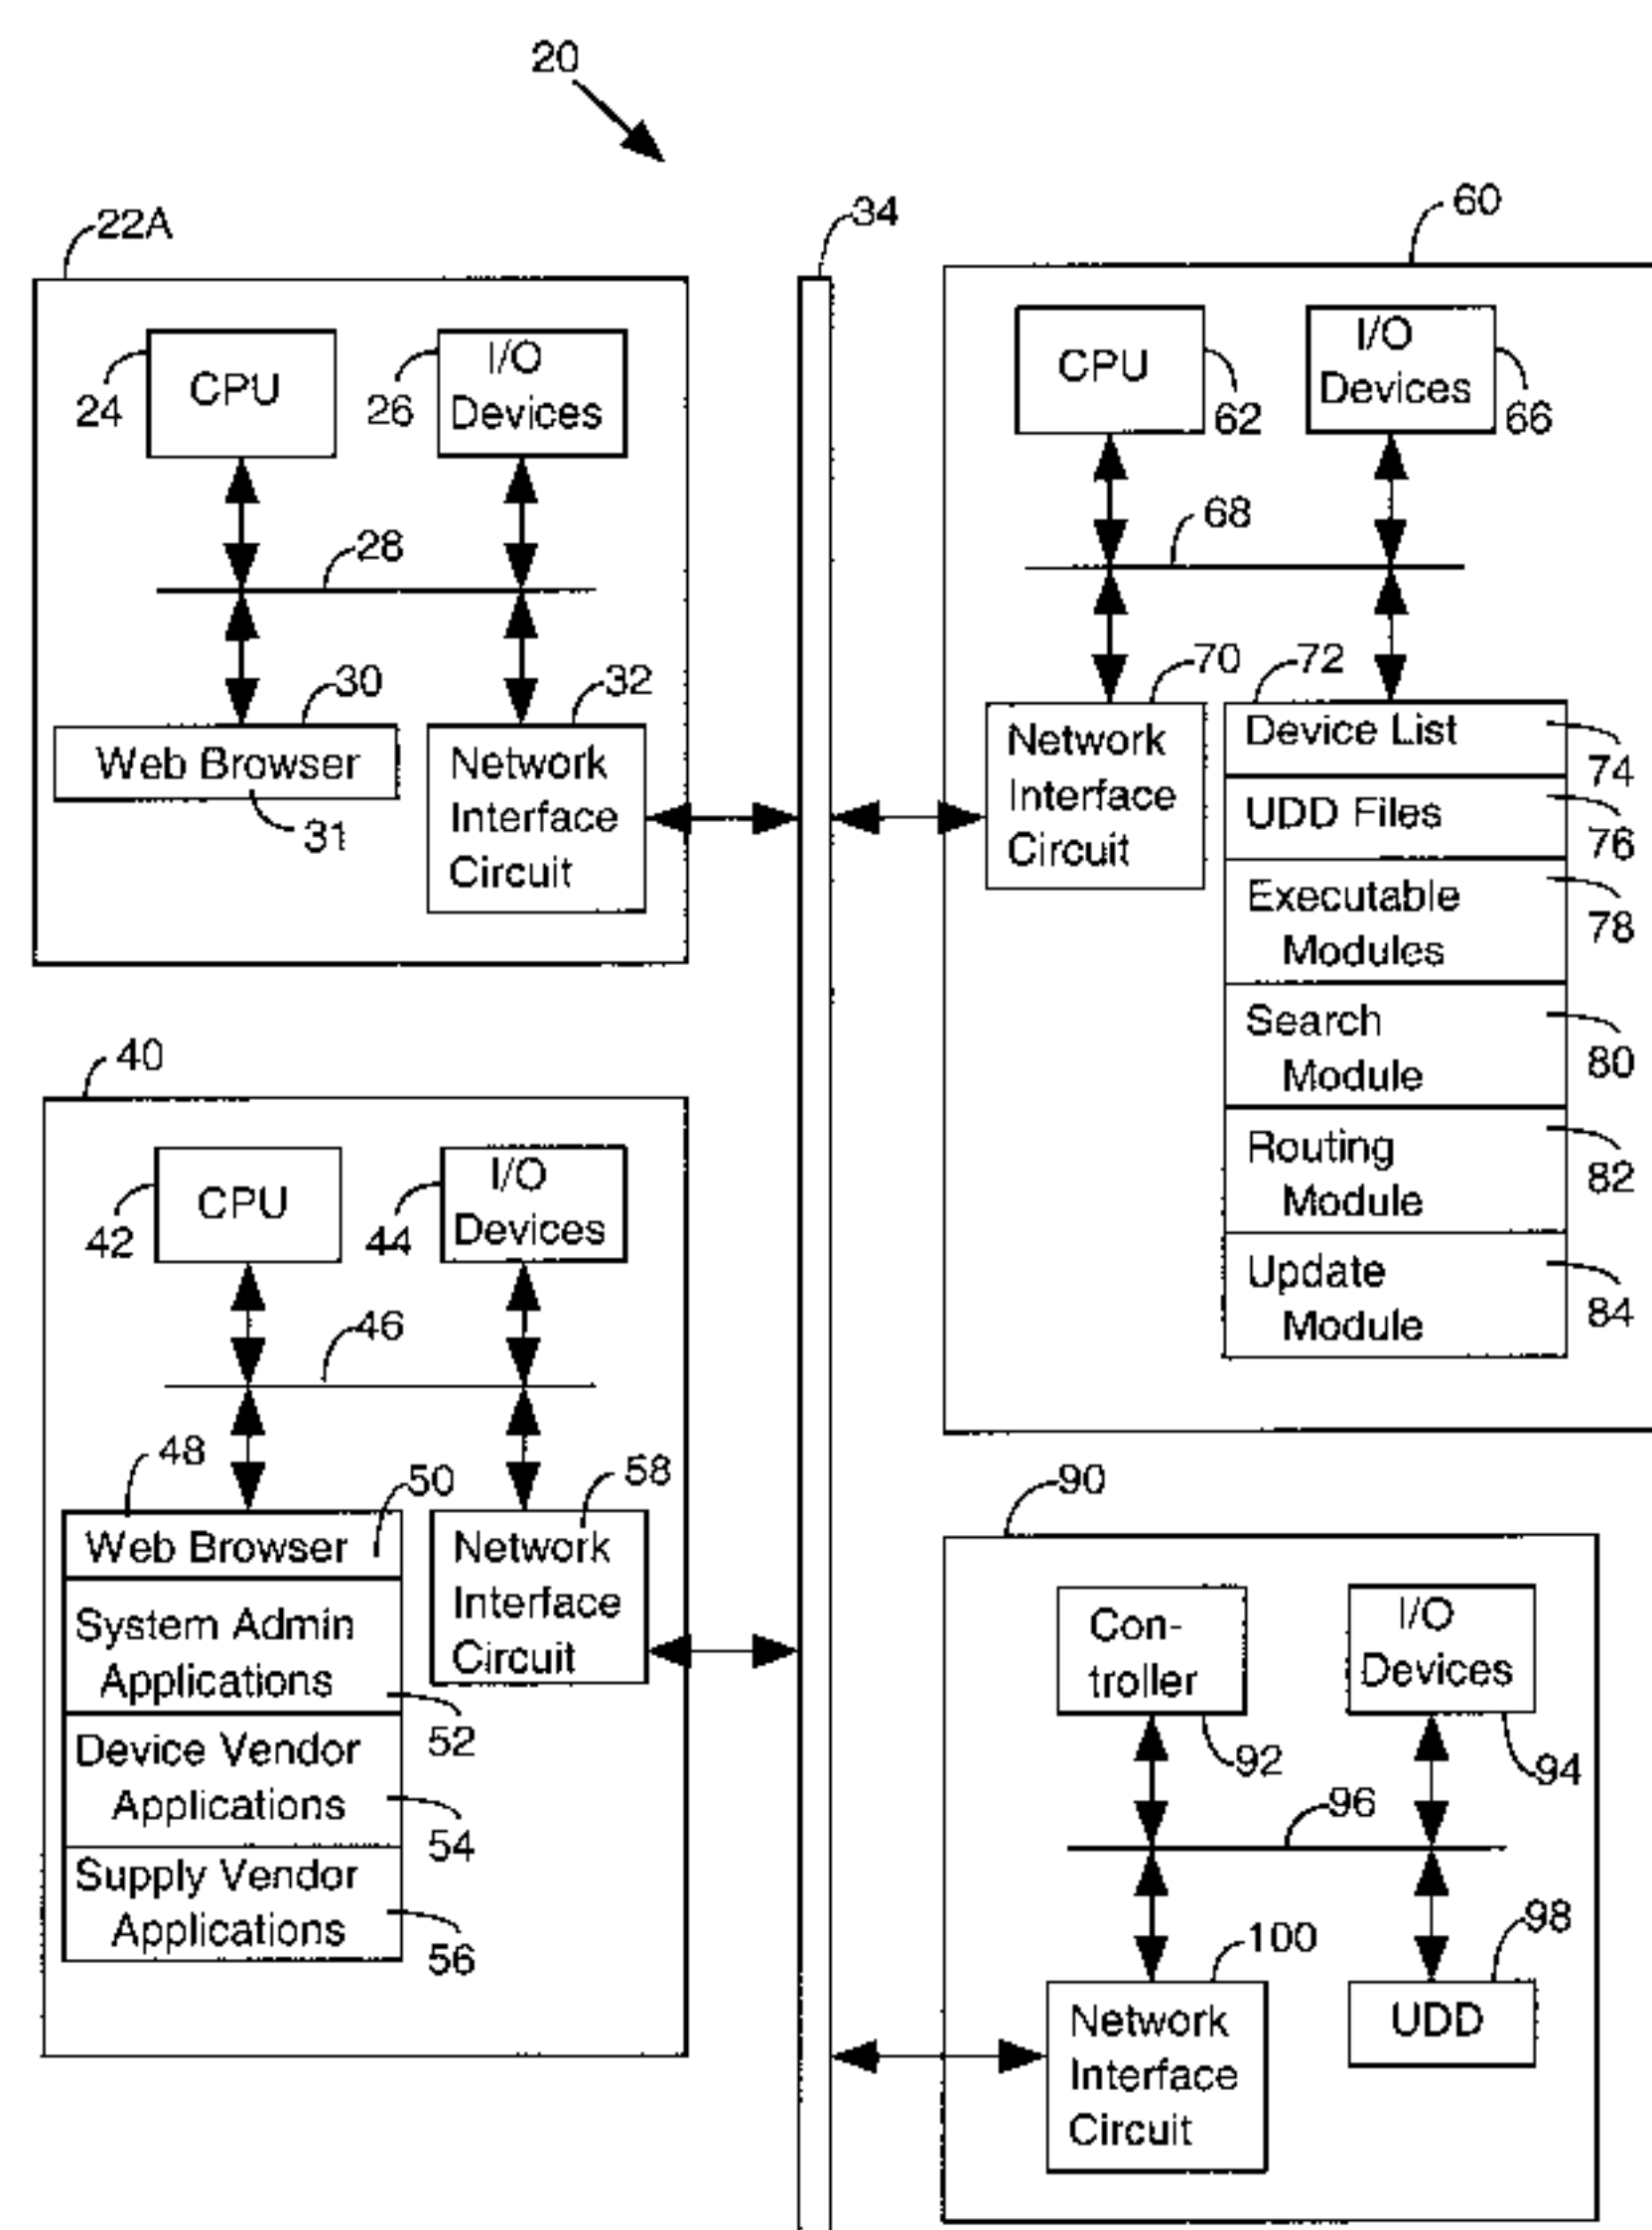 20
22A
24
CPU
26
I/O
Devices
28
30
Web Browser
31
32
Network
Interface
Circuit
34
40
42
CPU
44
I/O
Devices
46
48
50
Web Browser
System Admin
Applications
52
Device Vendor
Applications
54
Supply Vendor
Applications
56
58
Network
Interface
Circuit
60
CPU
62
I/O
Devices
66
68
70
Network
Interface
Circuit
72
Device List
74
UDD Files
76
Executable
Modules
78
Search
Module
80
Routing
Module
82
Update
Module
84
90
Con-
troller
92
I/O
Devices
94
96
98
UDD
100
Network
Interface
Circuit